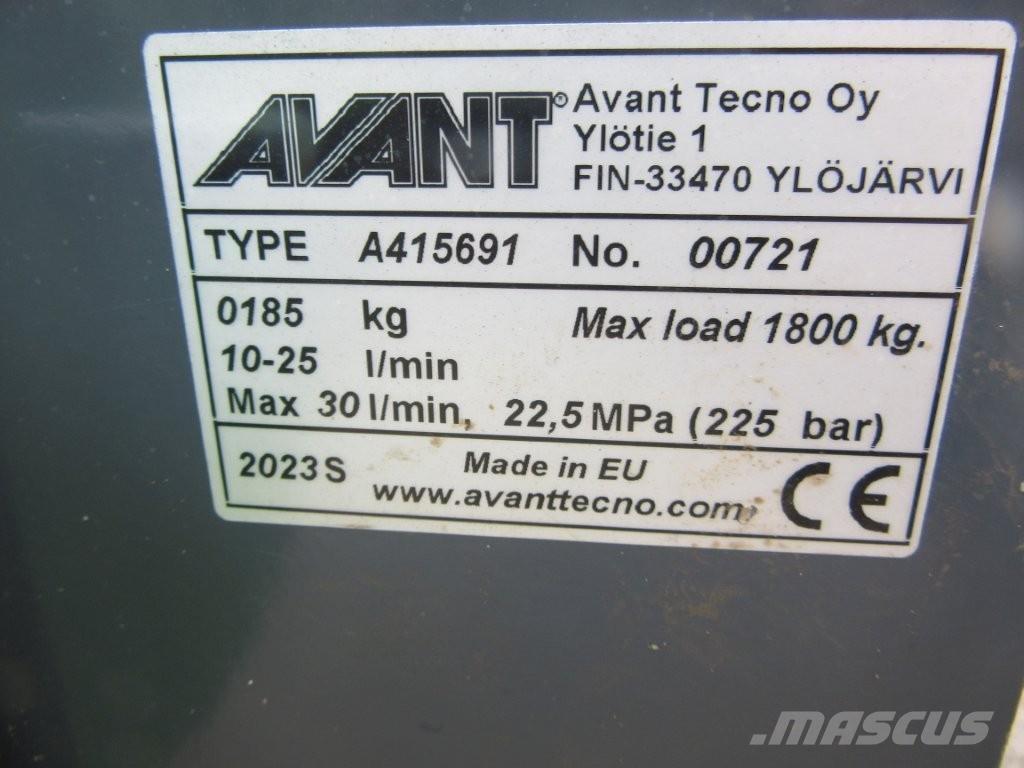 AVANT® Avant Tecno Oy
Ylötie 1
FIN-33470 YLÖJÄRVI
TYPE A415691 No. 00721
0185 kg Max load 1800 kg.
10-25 l/min
Max 30 l/min, 22,5 MPa (225 bar)
2023 S Made in EU CE
www.avanttecno.com
.MASCUS